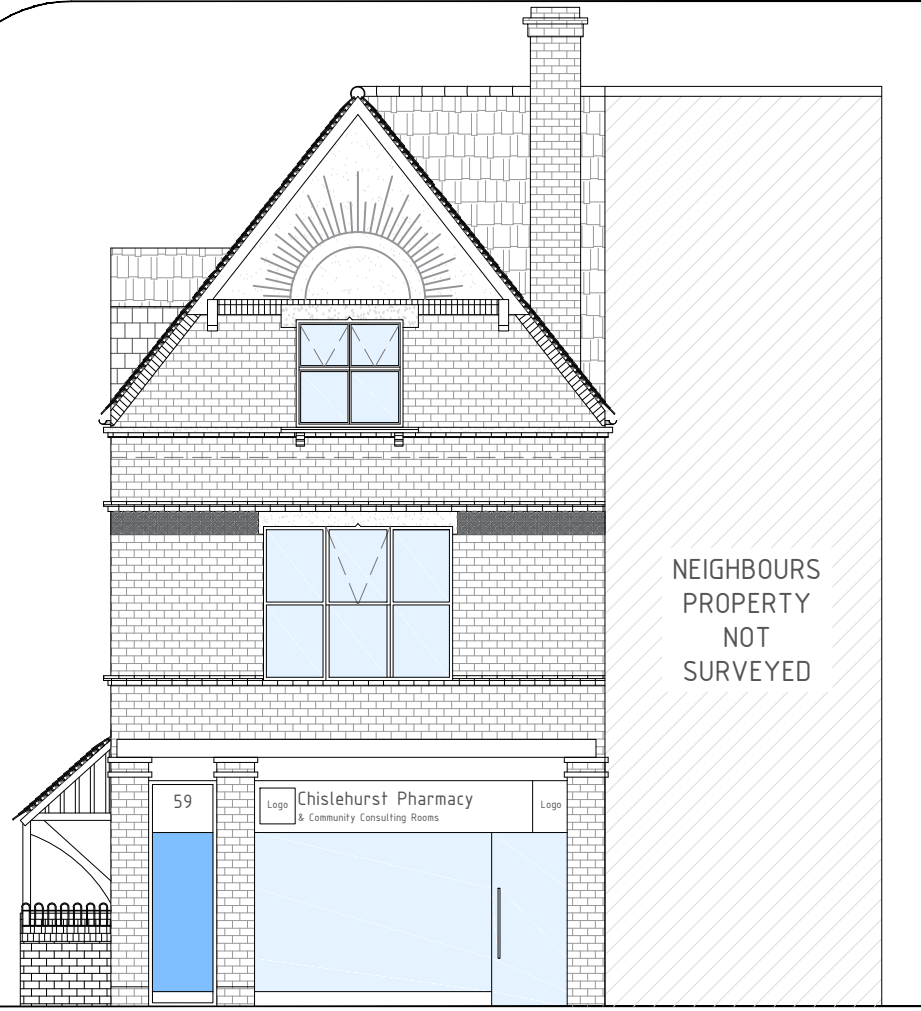 NEIGHBOURS
PROPERTY
NOT
SURVEYED
59
Logo
Chislehurst Pharmacy
& Community Consulting Rooms
Logo